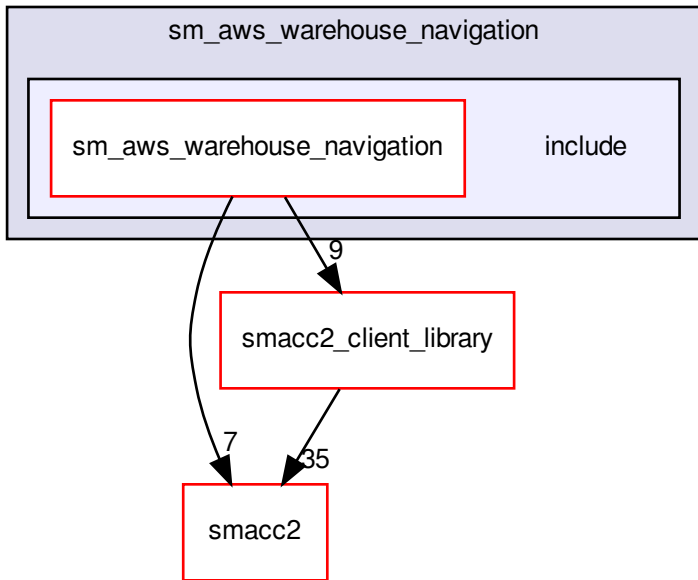 sm_aws_warehouse_navigation
sm_aws_warehouse_navigation
include
9
smacc2_client_library
7
35
smacc2